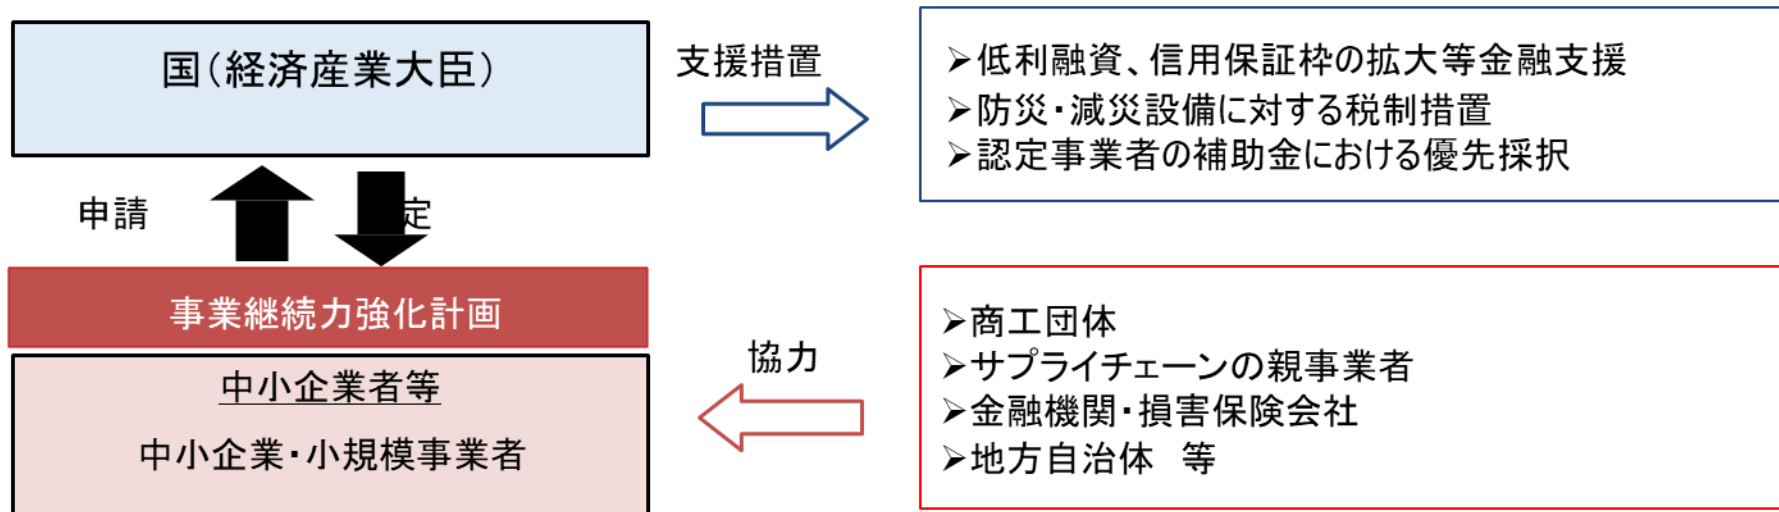 国(経済産業大臣)
支援措置
➢低利融資、信用保証枠の拡大等金融支援
➢防災・減災設備に対する税制措置
➢認定事業者の補助金における優先採択
申請
定
事業継続力強化計画
中小企業者等
中小企業・小規模事業者
協力
➢商工団体
➢サプライチェーンの親事業者
➢金融機関・損害保険会社
➢地方自治体　等